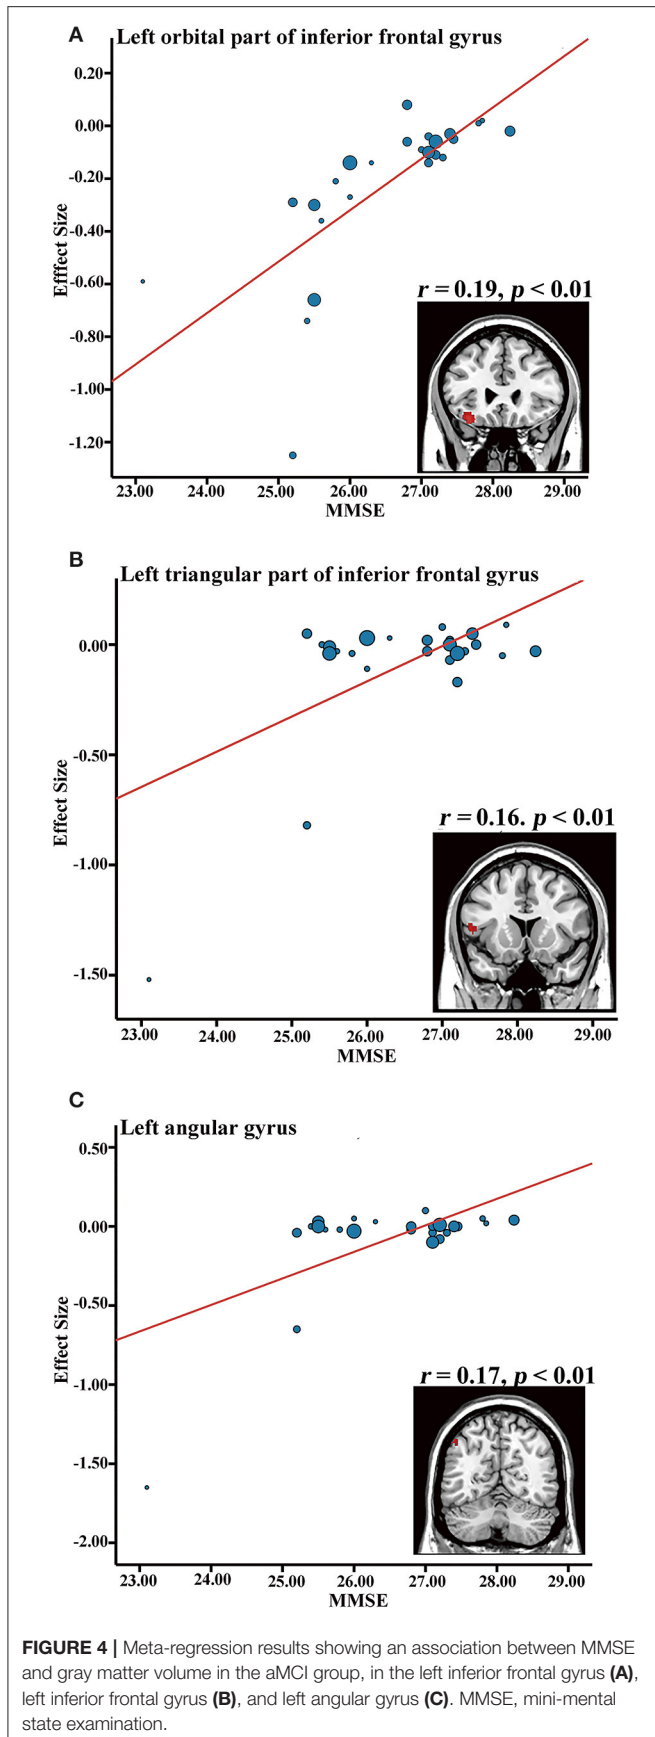 A
Left orbital part of inferior frontal gyrus
0.20
0.00
-0.20
-0.40
-0.60
-0.80
-1.00
-1.20
Efffect Size
r = 0.19, p < 0.01
23.00 24.00 25.00 26.00 27.00 28.00 29.00
MMSE
B
Left triangular part of inferior frontal gyrus
0.00
-0.50
-1.00
-1.50
Effect Size
r = 0.16. p < 0.01
23.00 24.00 25.00 26.00 27.00 28.00 29.00
MMSE
C
Left angular gyrus
0.50
0.00
-0.50
-1.00
-1.50
-2.00
Effect Size
r = 0.17, p < 0.01
23.00 24.00 25.00 26.00 27.00 28.00 29.00
MMSE
FIGURE 4 | Meta-regression results showing an association between MMSE
and gray matter volume in the aMCI group, in the left inferior frontal gyrus (A),
left inferior frontal gyrus (B), and left angular gyrus (C). MMSE, mini-mental
state examination.